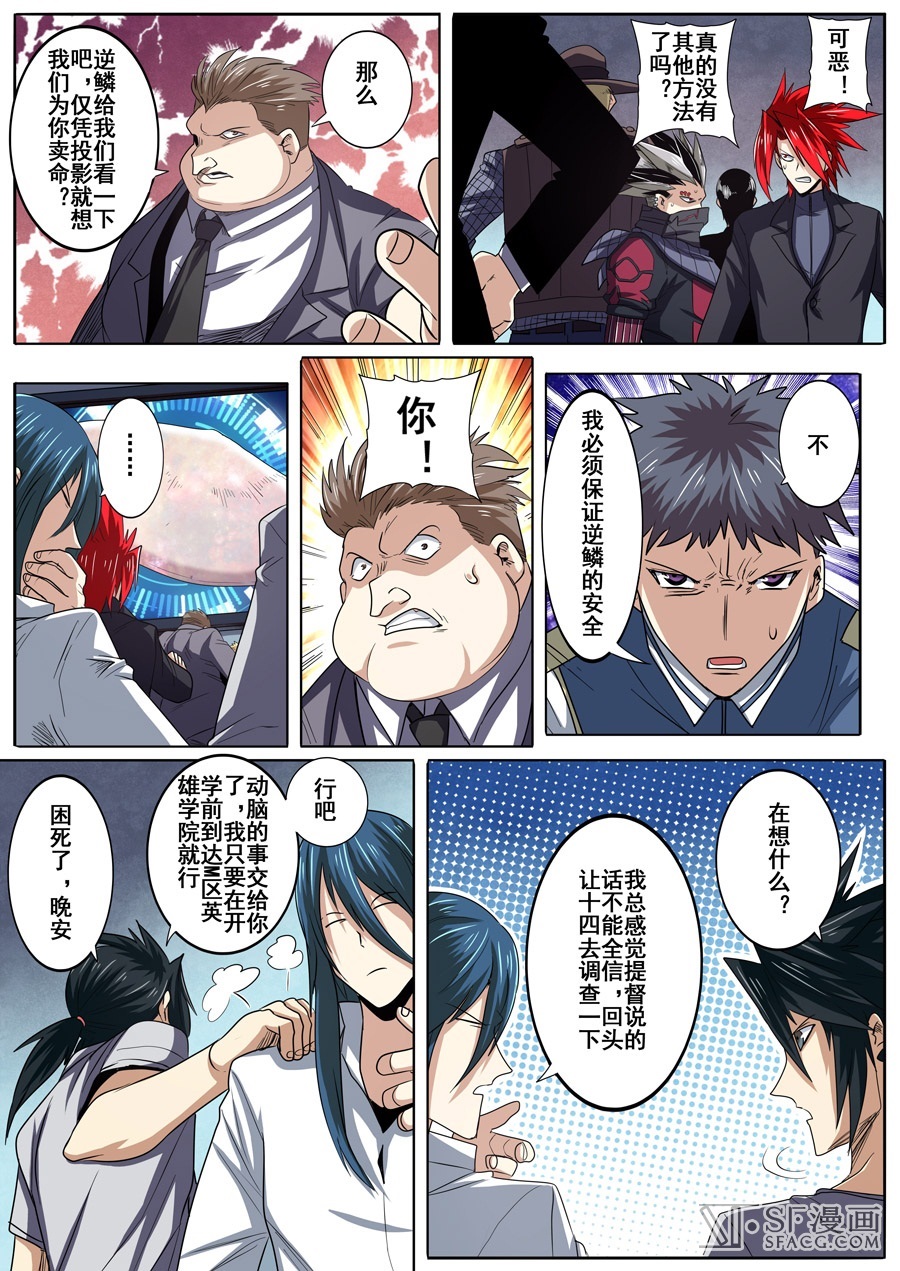 可恶！
真的没有
其他方法
了吗？
那么
逆鳞给我们看一下
吧，仅凭投影就想
我们为你卖命？
不
我必须保证逆鳞的安全
你！
……
在想什么？
我总感觉提督说的
话不能全信，回头
让十四去调查一下
行吧
动脑的事交给你
了，我只要在开
学前到达M区英
雄学院就行
困死了，晚安
SF漫画
SFACG.COM